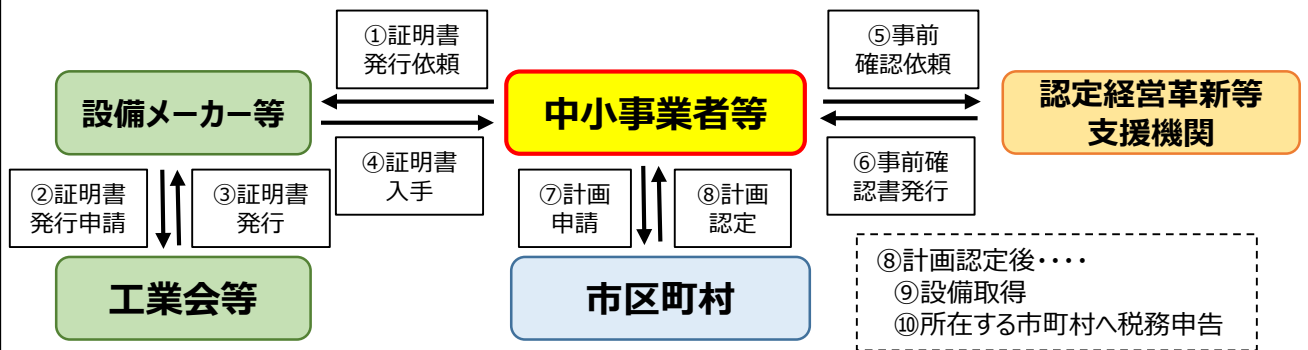 ①証明書
発行依頼
⑤事前
確認依頼
設備メーカー等
中小事業者等
認定経営革新等
支援機関
④証明書
入手
⑥事前確
認書発行
②証明書
発行申請
③証明書
発行
⑦計画
申請
⑧計画
認定
工業会等
市区町村
⑧計画認定後・・・・
⑨設備取得
⑩所在する市町村へ税務申告